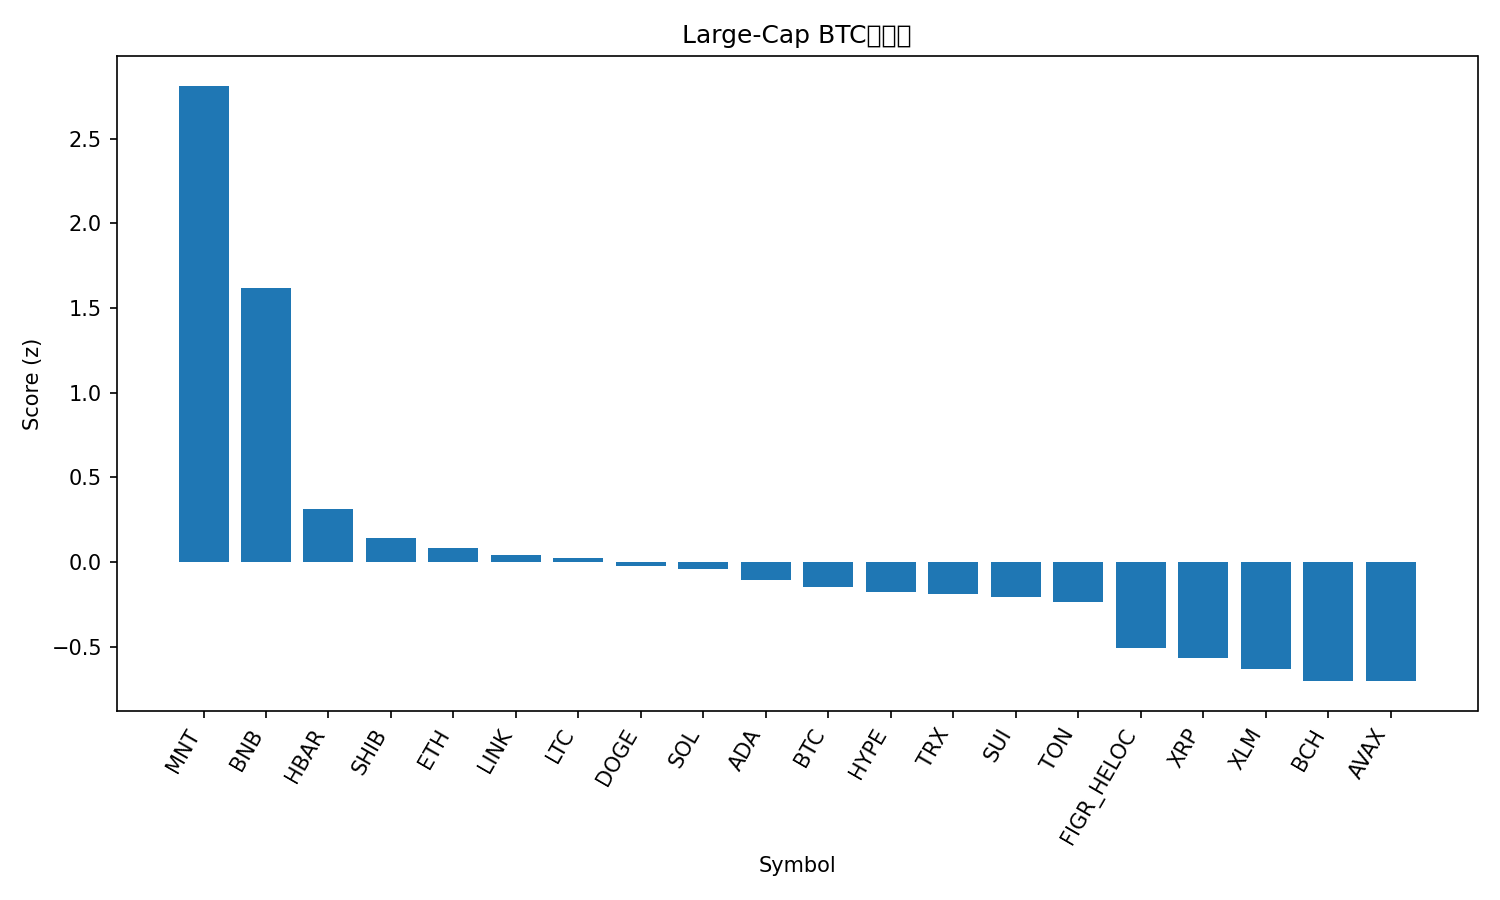 Large-Cap BTC
Score (z)
2.5
2.0
1.5
1.0
0.5
0.0
−0.5
MNT
BNB
HBAR
SHIB
ETH
LINK
LTC
DOGE
SOL
ADA
BTC
HYPE
TRX
SUI
TON
FIGR_HELOC
XRP
XLM
BCH
AVAX
Symbol